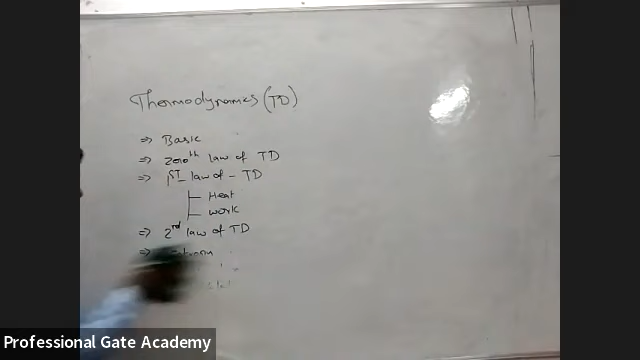 Thermodynamics (TD)
⇒ Basic
⇒ Zeroth law of TD
⇒ 1ST law of - TD
Heat
work
⇒ 2nd law of TD
⇒
Professional Gate Academy